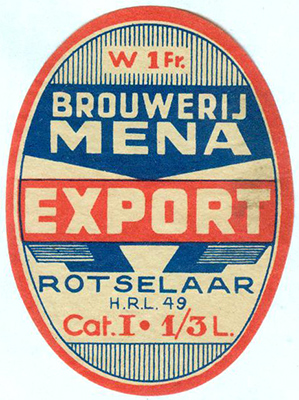 W 1Fr.
BROUWERIJ
MENA
EXPORT
ROTSELAAR
H.R.L. 49
Cat. I • 1/3 L.